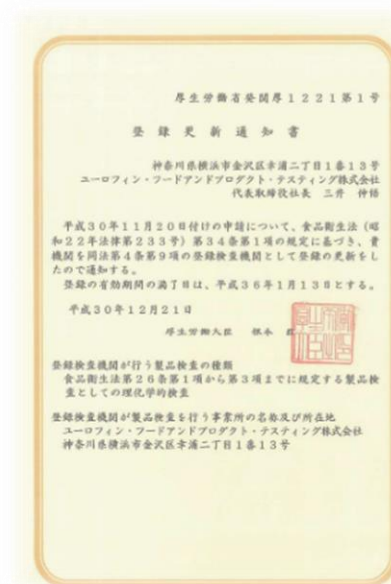 厚生労働省発関厚1221第1号
登録更新通知書
神奈川県横浜市金沢区幸浦二丁目1番13号
ユーロフィン・フードアンドプロダクト・テスティング株式会社
代表取締役社長 三井 伸悟
平成30年11月20日付けの申請について、食品衛生法(昭
和22年法律第233号)第34条第1項の規定に基づき、貴
機関を同法第4条第9項の登録検査機関として登録の更新をし
たので通知する。
登録の有効期間の満了日は、平成36年1月13日とする。
平成30年12月21日
厚生労働大臣 根本
登録検査機関が行う製品検査の種類
食品衛生法第26条第1項から第3項までに規定する製品検
査としての理化学的検査
登録検査機関が製品検査を行う事業所の名称及び所在地
ユーロフィン・フードアンドプロダクト・テスティング株式会社
神奈川県横浜市金沢区幸浦二丁目1番13号